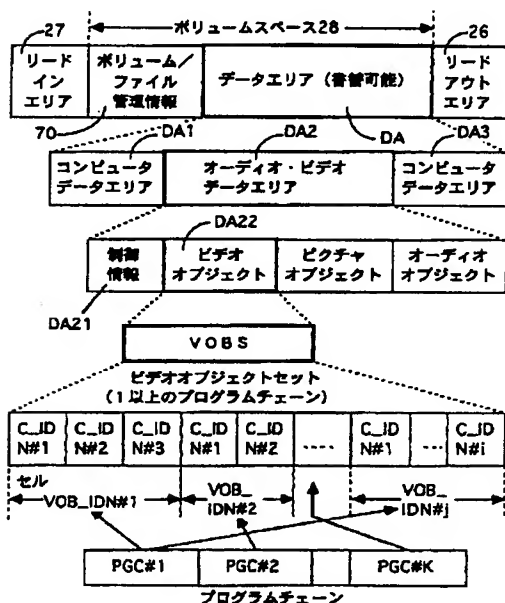 27
ボリュームスペース28
26
リード
イン
エリア
ボリューム/
ファイル
管理情報
データエリア(書替可能)
リード
アウト
エリア
70
DA1
DA2
DA
DA3
コンピュータ
データエリア
オーディオ・ビデオ
データエリア
コンピュータ
データエリア
DA22
制御
情報
ビデオ
オブジェクト
ピクチャ
オブジェクト
オーディオ
オブジェクト
DA21
VOBS
ビデオオブジェクトセット
(1以上のプログラムチェーン)
C_ID
N#1
C_ID
N#2
C_ID
N#3
C_ID
N#1
C_ID
N#2
-----
C_ID
N#1
...
C_ID
N#i
セル
VOB_IDN#1
VOB_
IDN#2
VOB_
IDN#j
PGC#1
PGC#2
PGC#K
プログラムチェーン